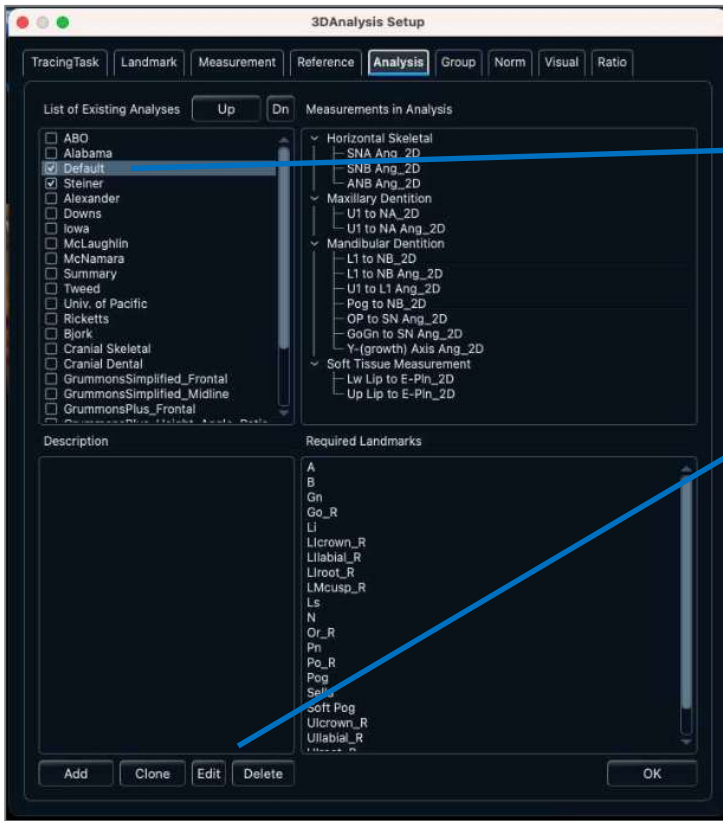 3DAnalysis Setup
TracingTask Landmark Measurement Reference Analysis Group Norm Visual Ratio
List of Existing Analyses Up Dn
ABO
Alabama
Default
Steiner
Alexander
Downs
Iowa
McLaughlin
McNamara
Summary
Tweed
Univ. of Pacific
Ricketts
Bjork
Cranial Skeletal
Cranial Dental
GrummonsSimplified_Frontal
GrummonsSimplified_Midline
GrummonsPlus_Frontal
Measurements in Analysis
Horizontal Skeletal
SNA Ang_2D
SNB Ang_2D
ANB Ang_2D
Maxillary Dentition
U1 to NA_2D
U1 to NA Ang_2D
Mandibular Dentition
L1 to NB_2D
L1 to NB Ang_2D
U1 to L1 Ang_2D
Pog to NB_2D
OP to SN Ang_2D
GoGn to SN Ang_2D
Y-(growth) Axis Ang_2D
Soft Tissue Measurement
Lw Lip to E-Pln_2D
Up Lip to E-Pln_2D
Description
Required Landmarks
A
B
Gn
Go_R
Li
LIcrown_R
LIlabial_R
LIroot_R
LMcusp_R
Ls
N
Or_R
Pn
Po_R
Pog
Sella
Soft Pog
UIcrown_R
UIlabial_R
Add Clone Edit Delete
OK